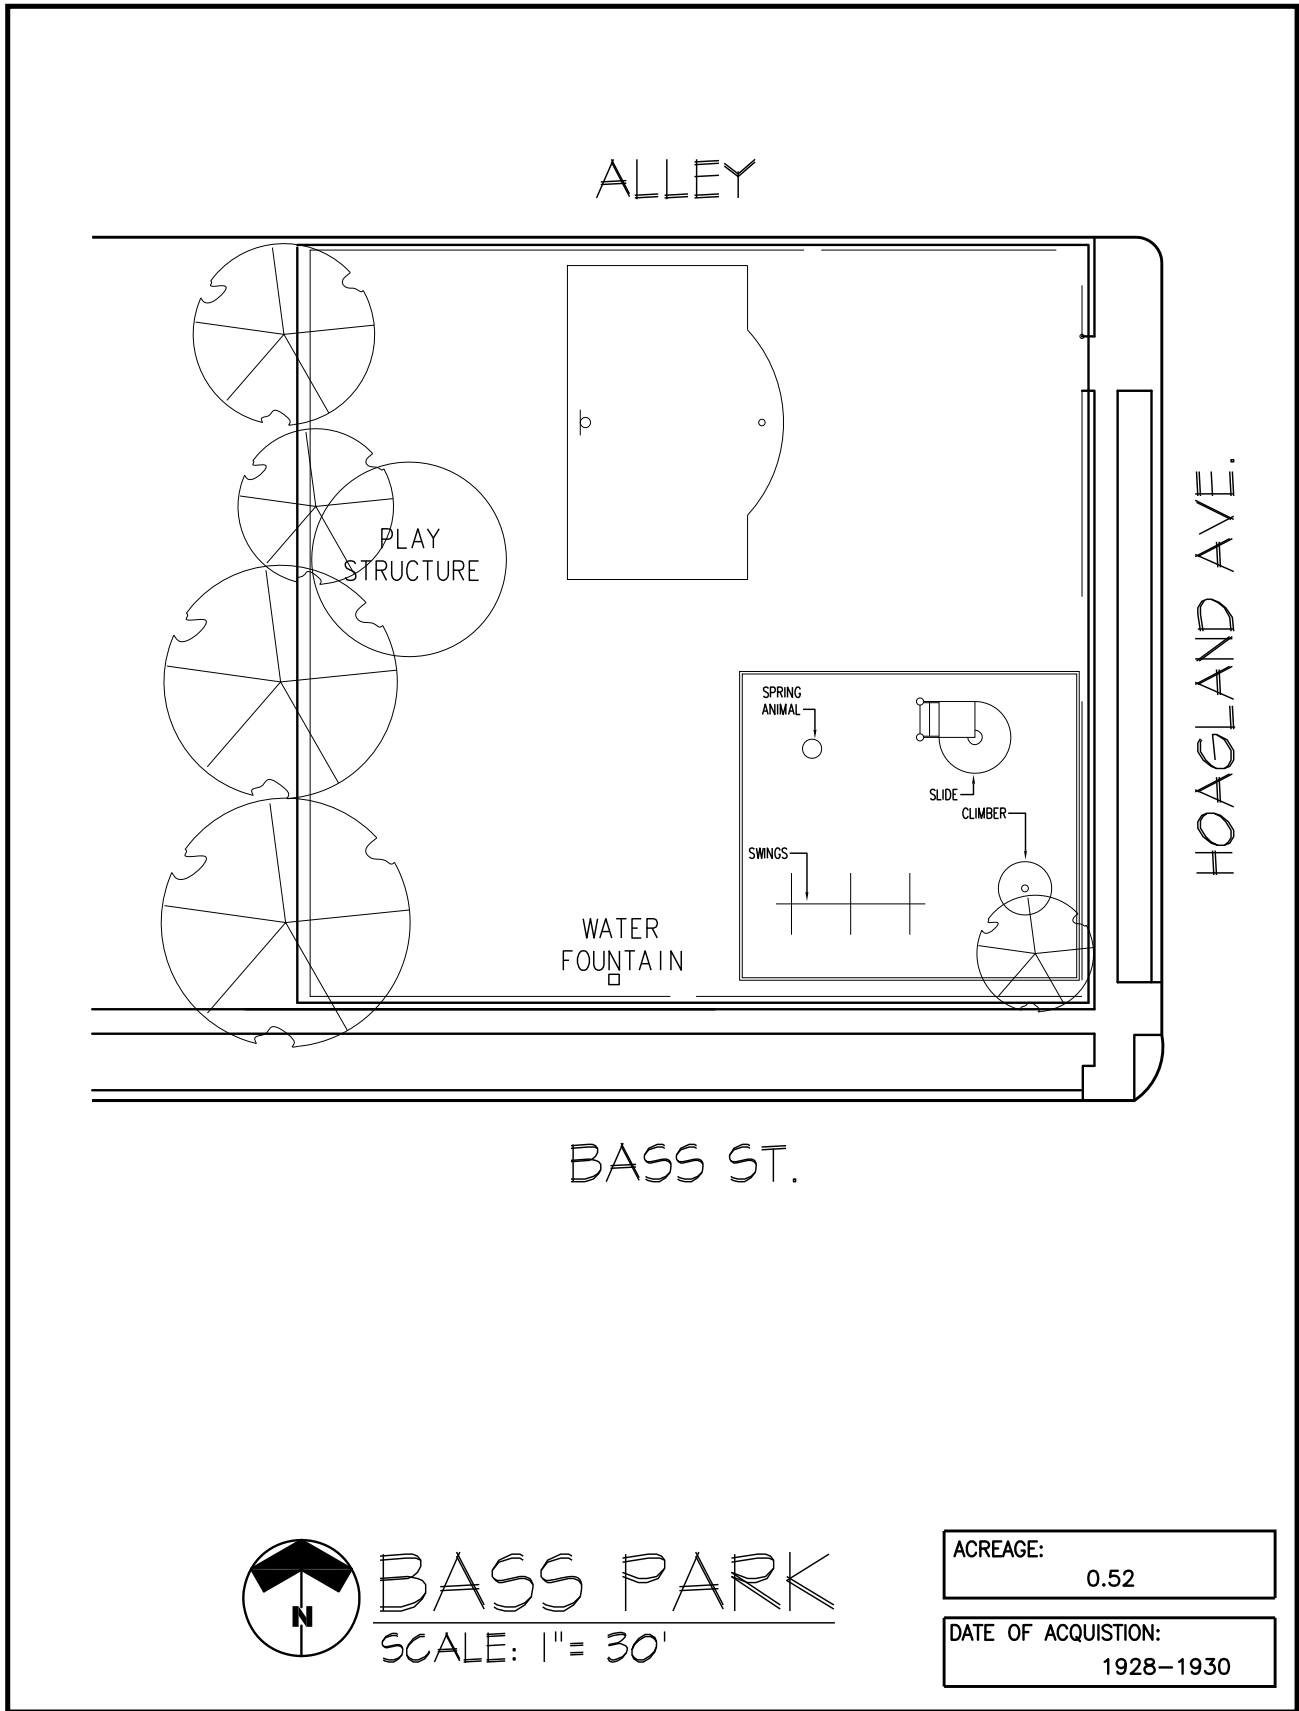 ALLEY
HOAGLAND AVE.
PLAY
STRUCTURE
SPRING
ANIMAL
SLIDE
CLIMBER
SWINGS
WATER
FOUNTAIN
BASS ST.
N
BASS PARK
SCALE: 1"= 30'
ACREAGE:
0.52
DATE OF ACQUISTION:
1928-1930